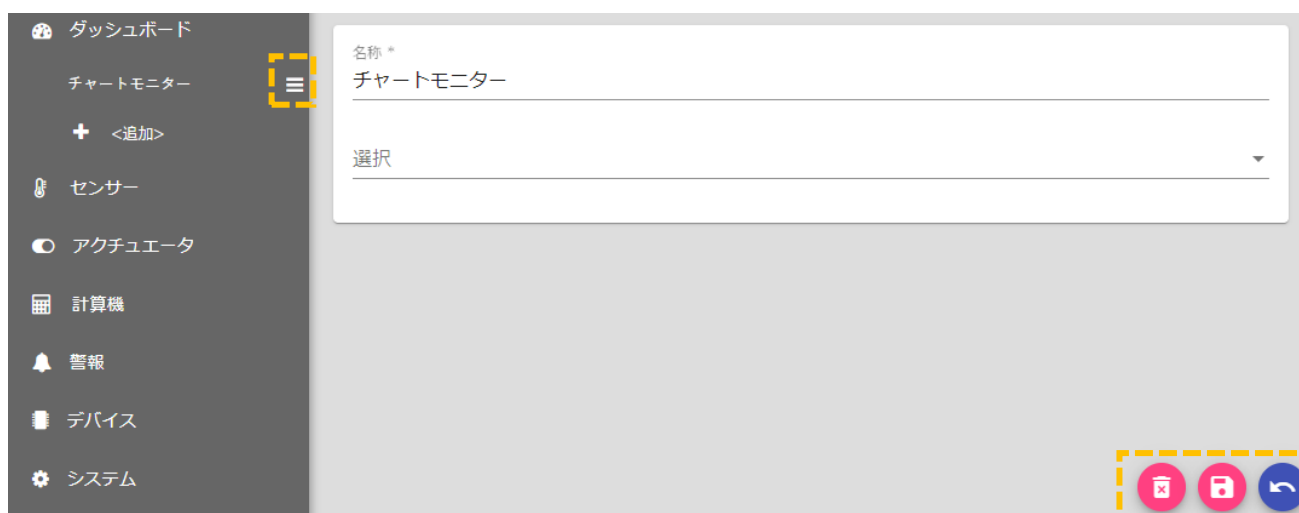 ダッシュボード
チャートモニター
<追加>
センサー
アクチュエータ
計算機
警報
デバイス
システム
名称 *
チャートモニター
選択